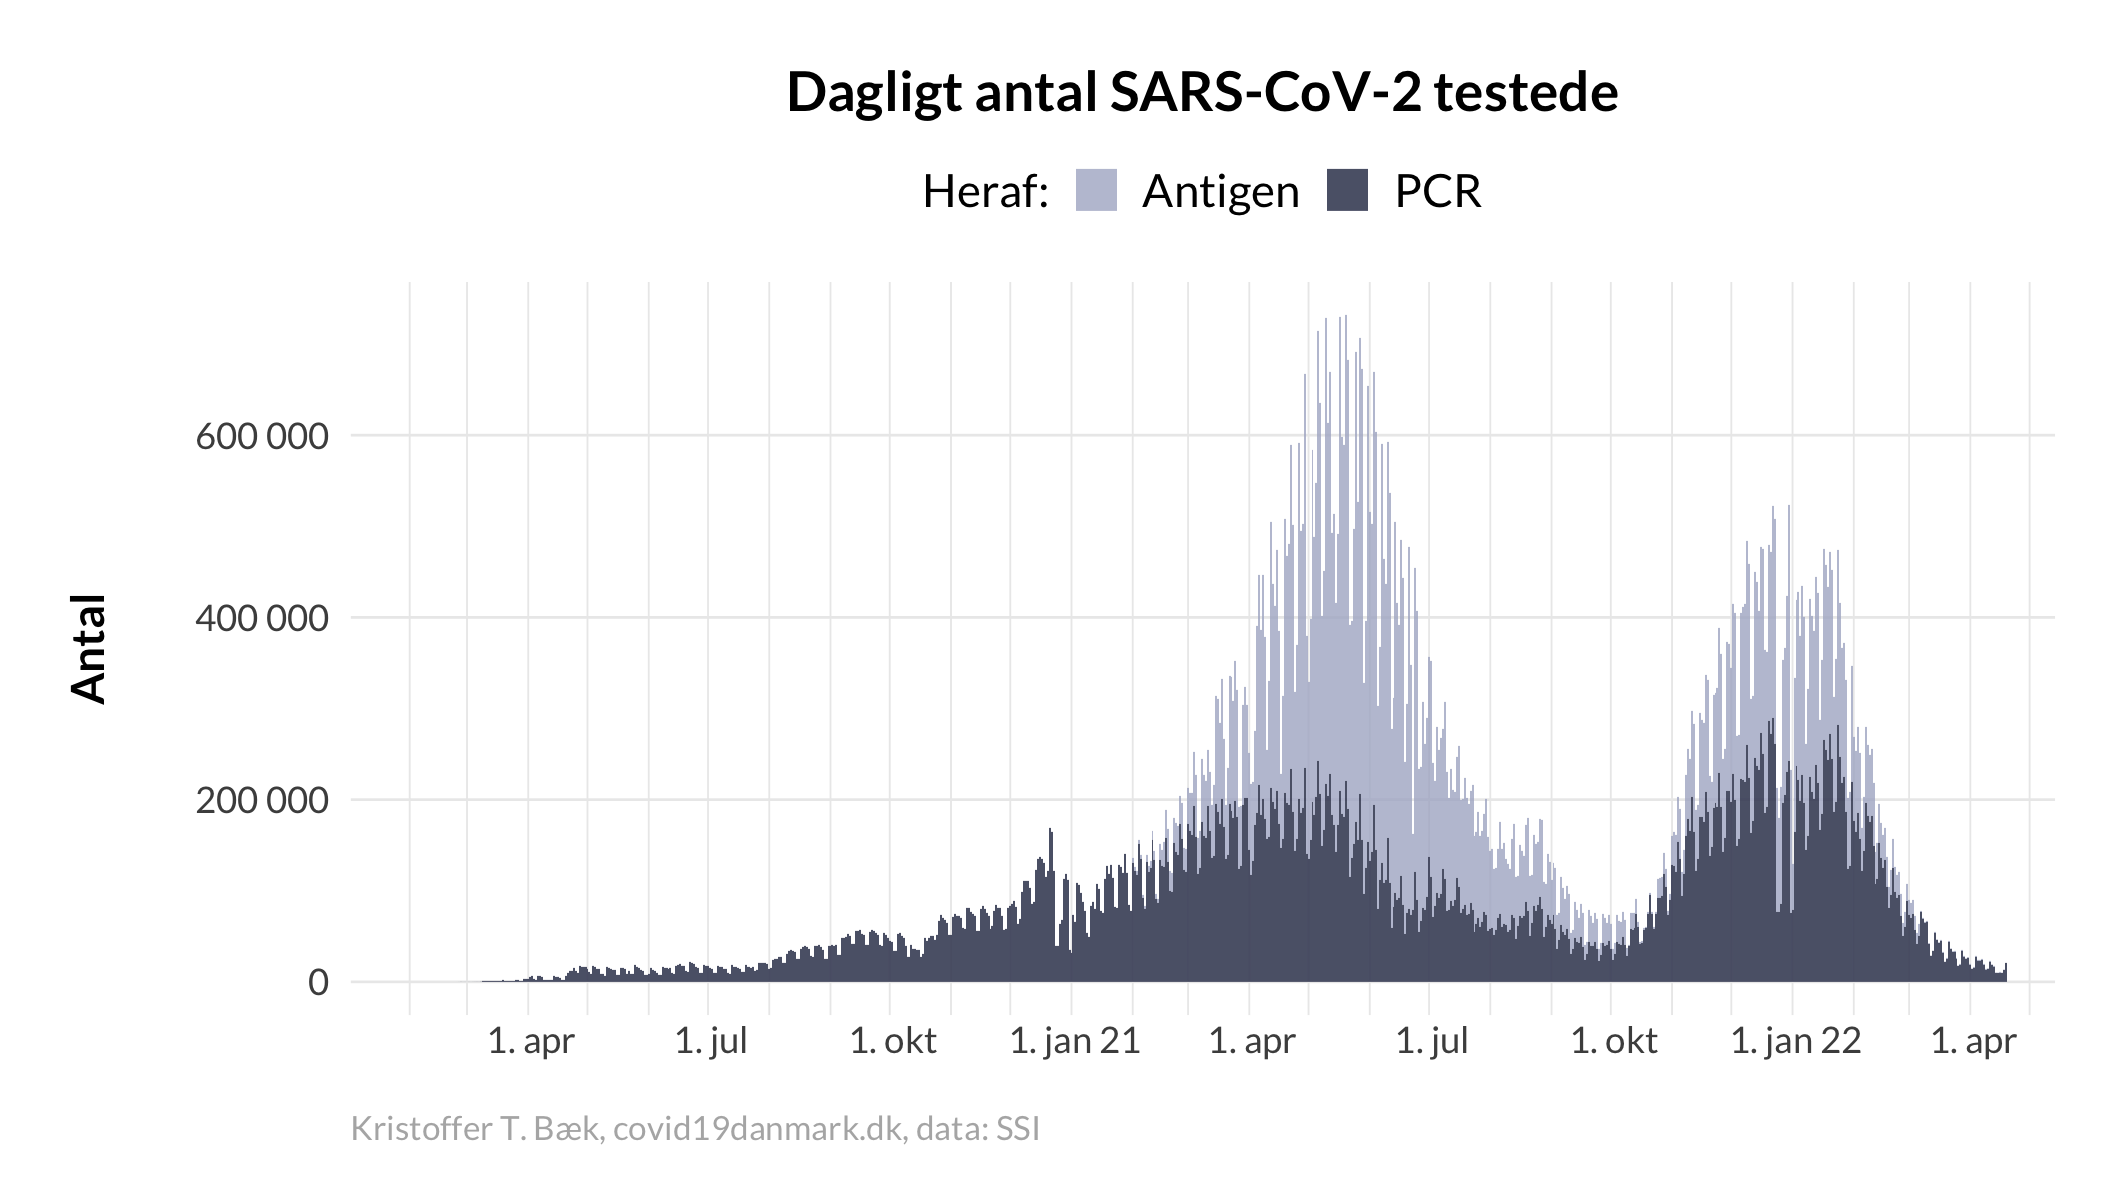 Dagligt antal SARS-CoV-2 testede
Heraf: Antigen PCR
Antal
600 000
400 000
200 000
0
1. apr 1. jul 1. okt 1. jan 21 1. apr 1. jul 1. okt 1. jan 22 1. apr
Kristoffer T. Bæk, covid19danmark.dk, data: SSI